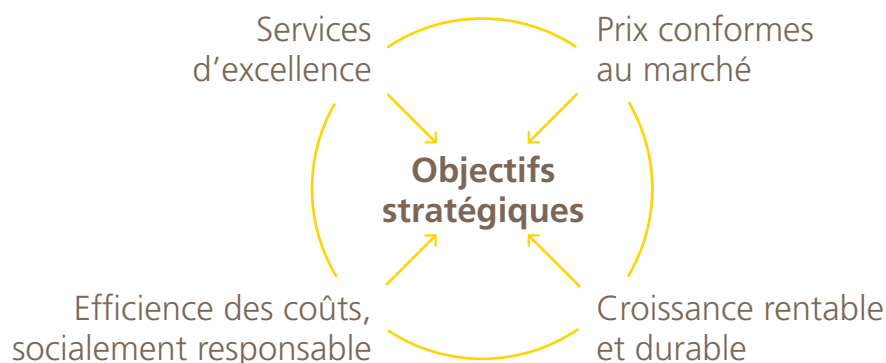 Services
d’excellence
Prix conformes
au marché
Objectifs
stratégiques
Efficience des coûts,
socialement responsable
Croissance rentable
et durable